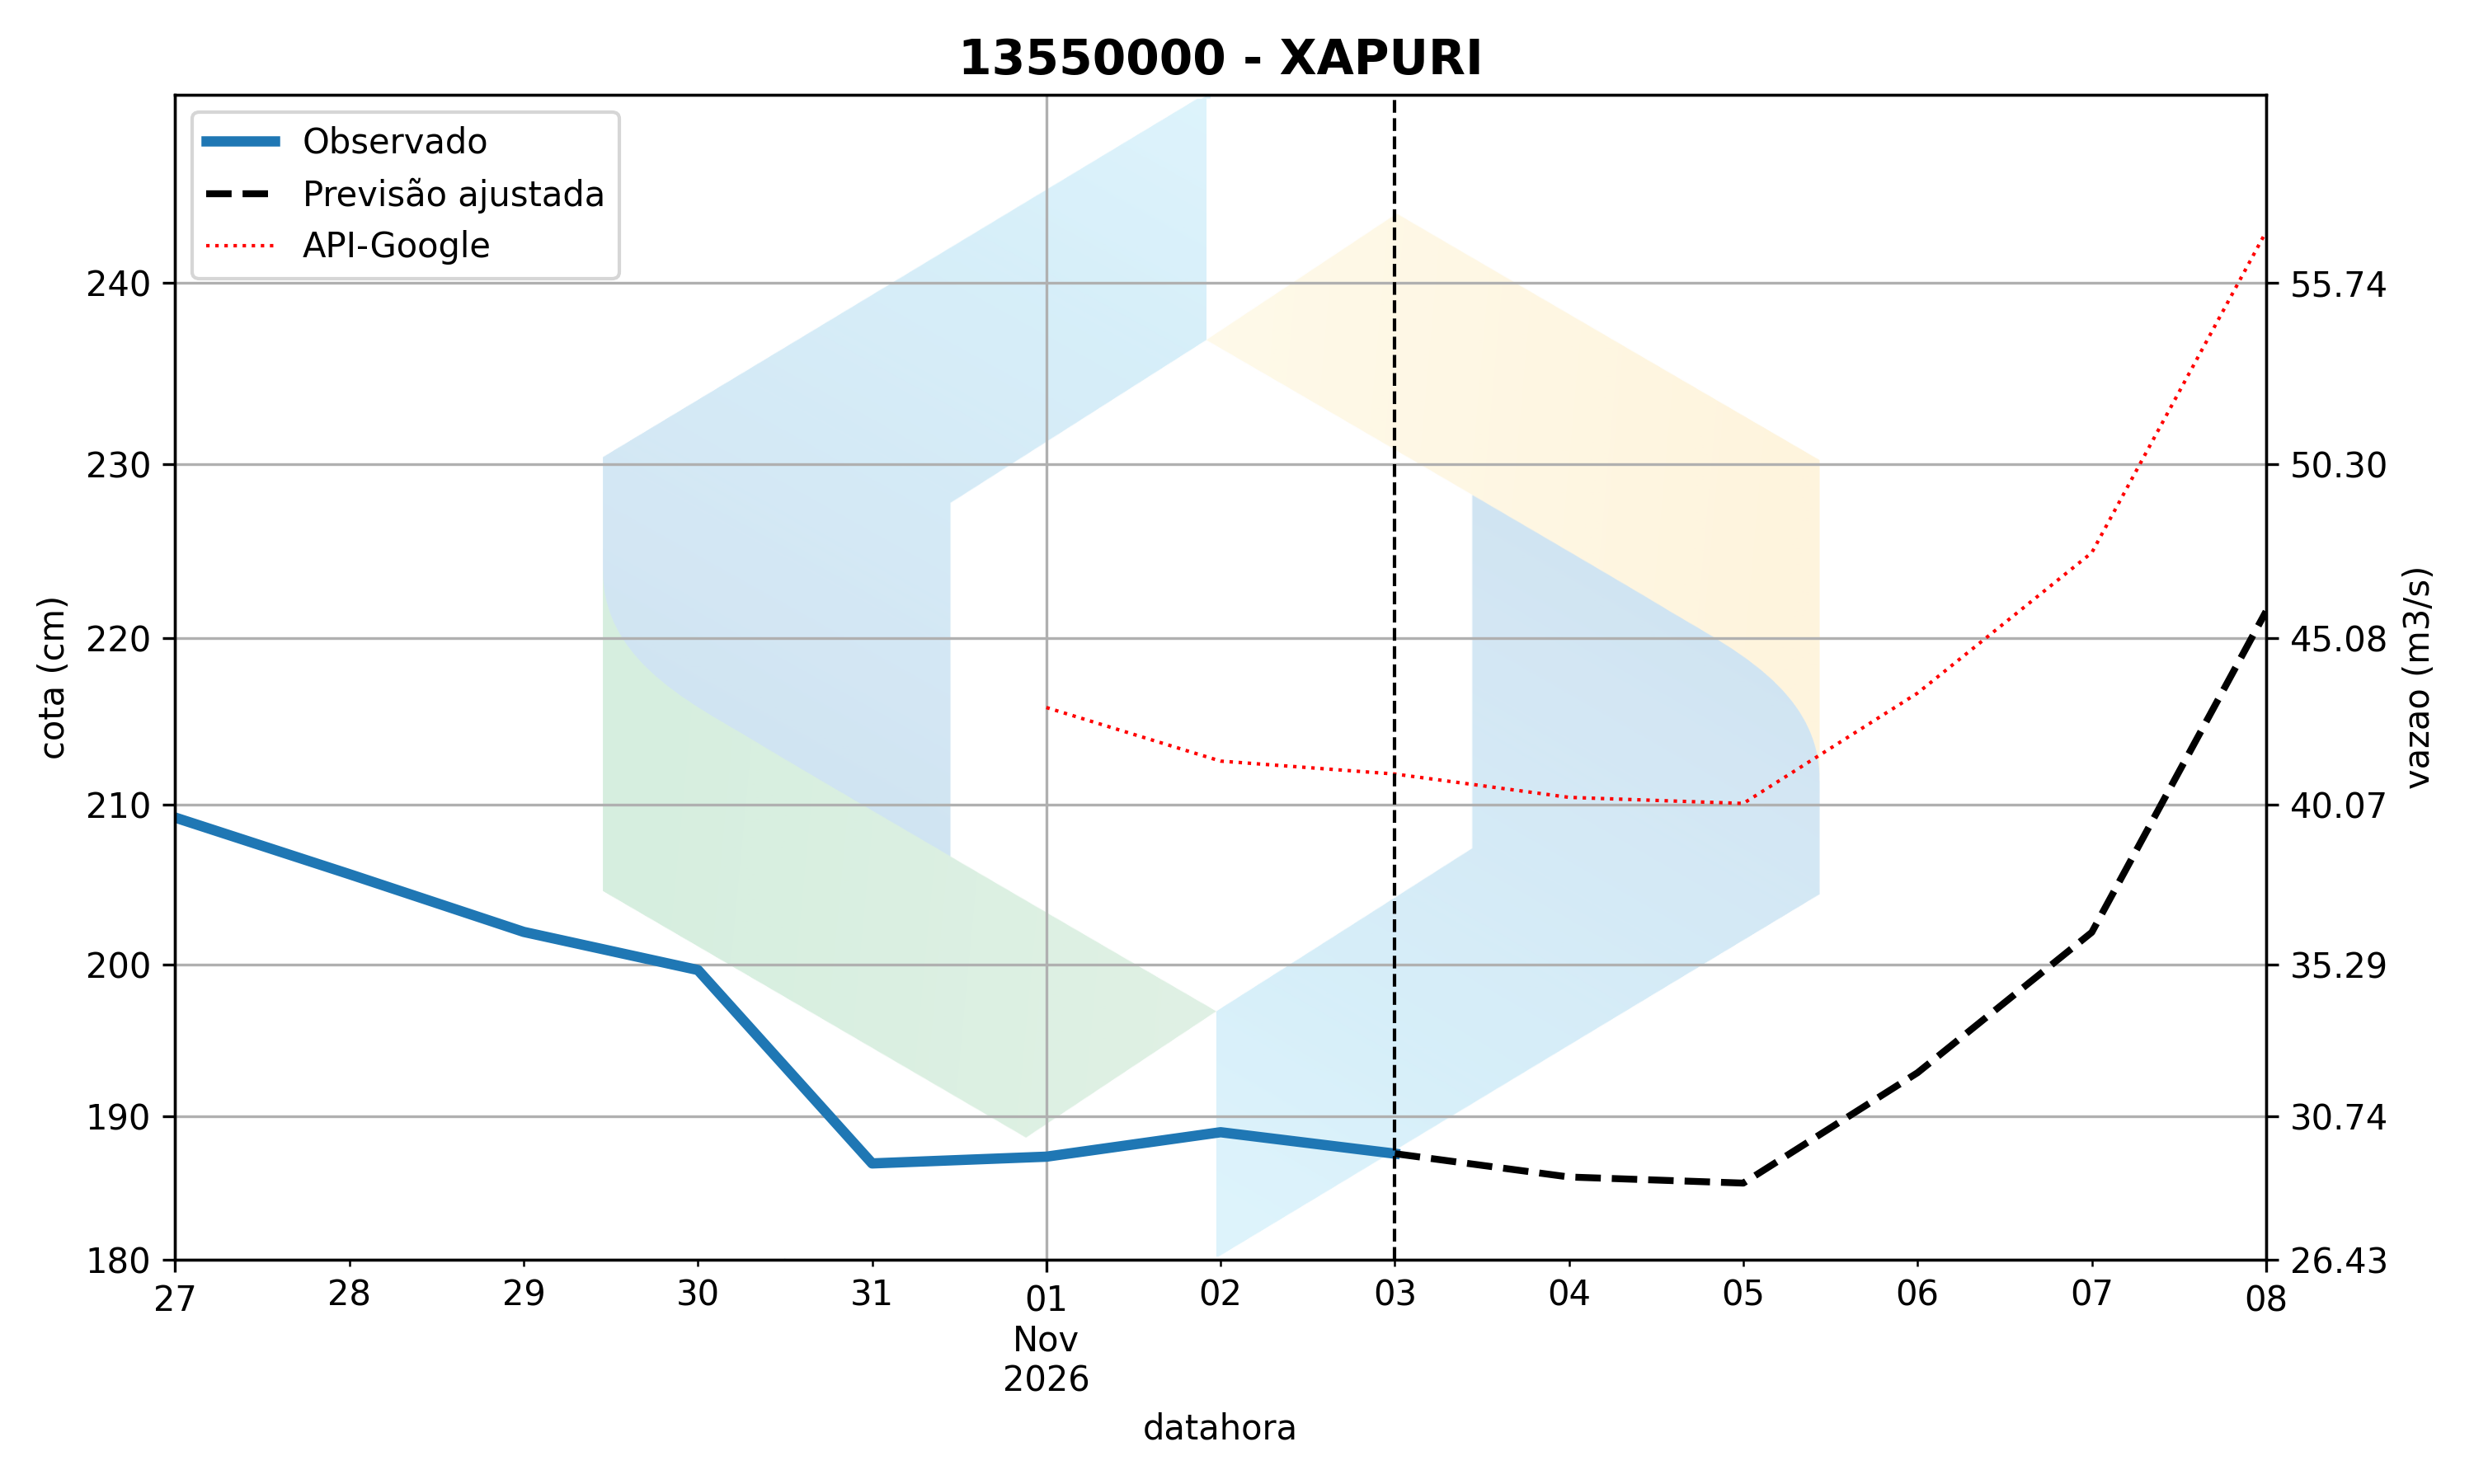 13550000 - XAPURI
Observado
Previsão ajustada
API-Google
cota (cm)
240
230
220
210
200
190
180
55.74
50.30
45.08
40.07
35.29
30.74
26.43
vazao (m3/s)
27 28 29 30 31 01 02 03 04 05 06 07 08
Nov
2026
datahora